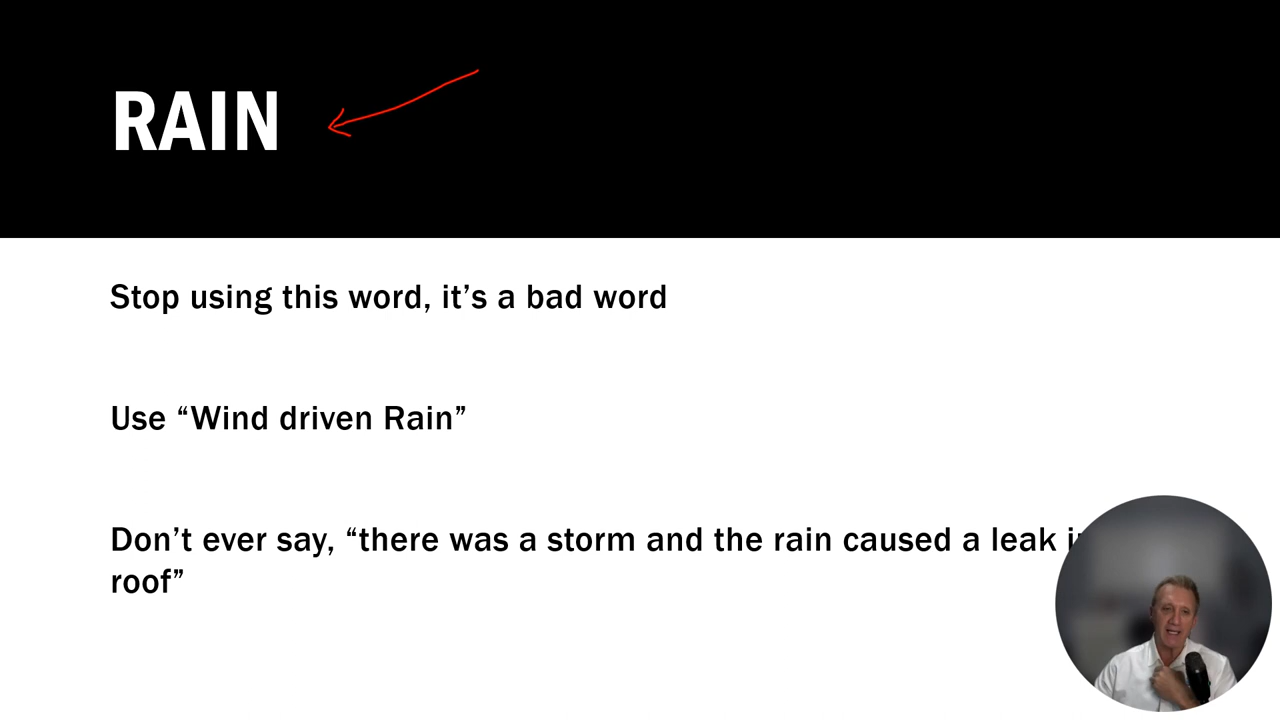 RAIN
Stop using this word, it’s a bad word
Use “Wind driven Rain”
Don’t ever say, “there was a storm and the rain caused a leak
roof”